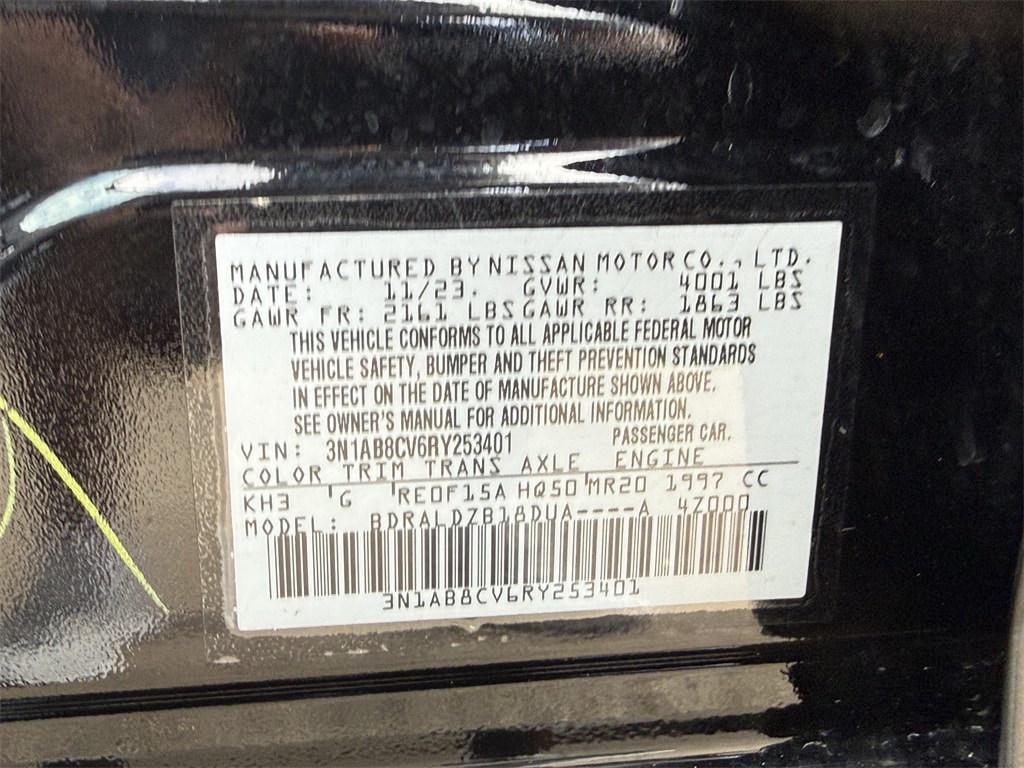 MANUFACTURED BY NISSAN MOTOR CO., LTD.
DATE: 11/23. GVWR: 4001 LBS
GAWR FR: 2161 LBS GAWR RR: 1863 LBS
THIS VEHICLE CONFORMS TO ALL APPLICABLE FEDERAL MOTOR
VEHICLE SAFETY, BUMPER AND THEFT PREVENTION STANDARDS
IN EFFECT ON THE DATE OF MANUFACTURE SHOWN ABOVE.
SEE OWNER'S MANUAL FOR ADDITIONAL INFORMATION.
VIN: 3N1AB8CV6RY253401 PASSENGER CAR.
COLOR TRIM TRANS AXLE ENGINE
KH3 G RE0F15A HQ50 MR20 1997 CC
MODEL: BDRALDZB18DUA----A 4Z000
3N1AB8CV6RY253401